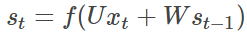 s_t = f(Ux_t + Ws_{t-1})